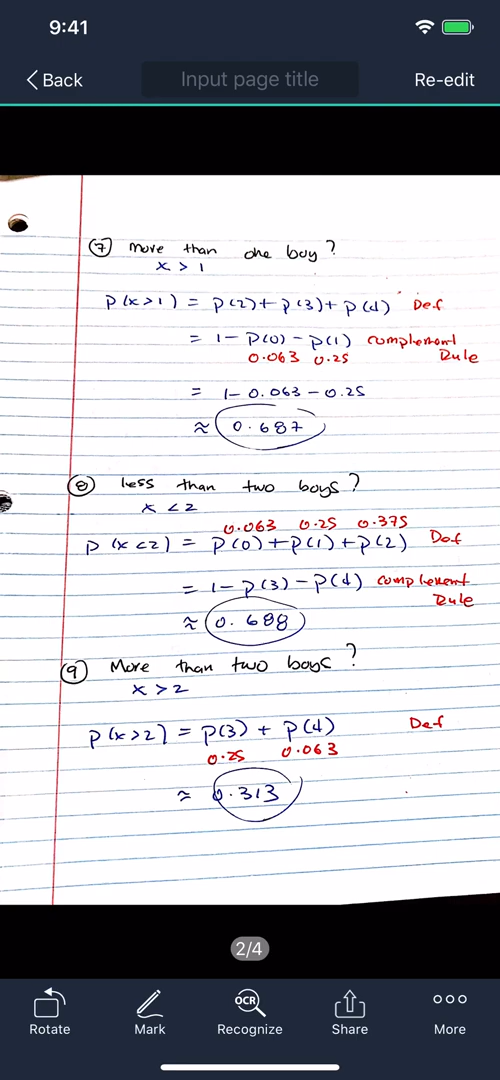 9:41
Back
Input page title
Re-edit
7 More than one boy?
x > 1
P(x>1) = P(2) + P(3) + P(4) Def
= 1 - P(0) - P(1) complement Rule
0.063 0.25
= 1 - 0.063 - 0.25
≈ 0.687
8 less than two boys?
x < 2
0.063 0.25 0.375
P(x<2) = P(0) + P(1) + P(2) Def
= 1 - P(3) - P(4) complement Rule
≈ 0.688
9 More than two boys?
x > 2
P(x>2) = P(3) + P(4) Def
0.25 0.063
≈ 0.313
2/4
OCR
Rotate
Mark
Recognize
Share
More